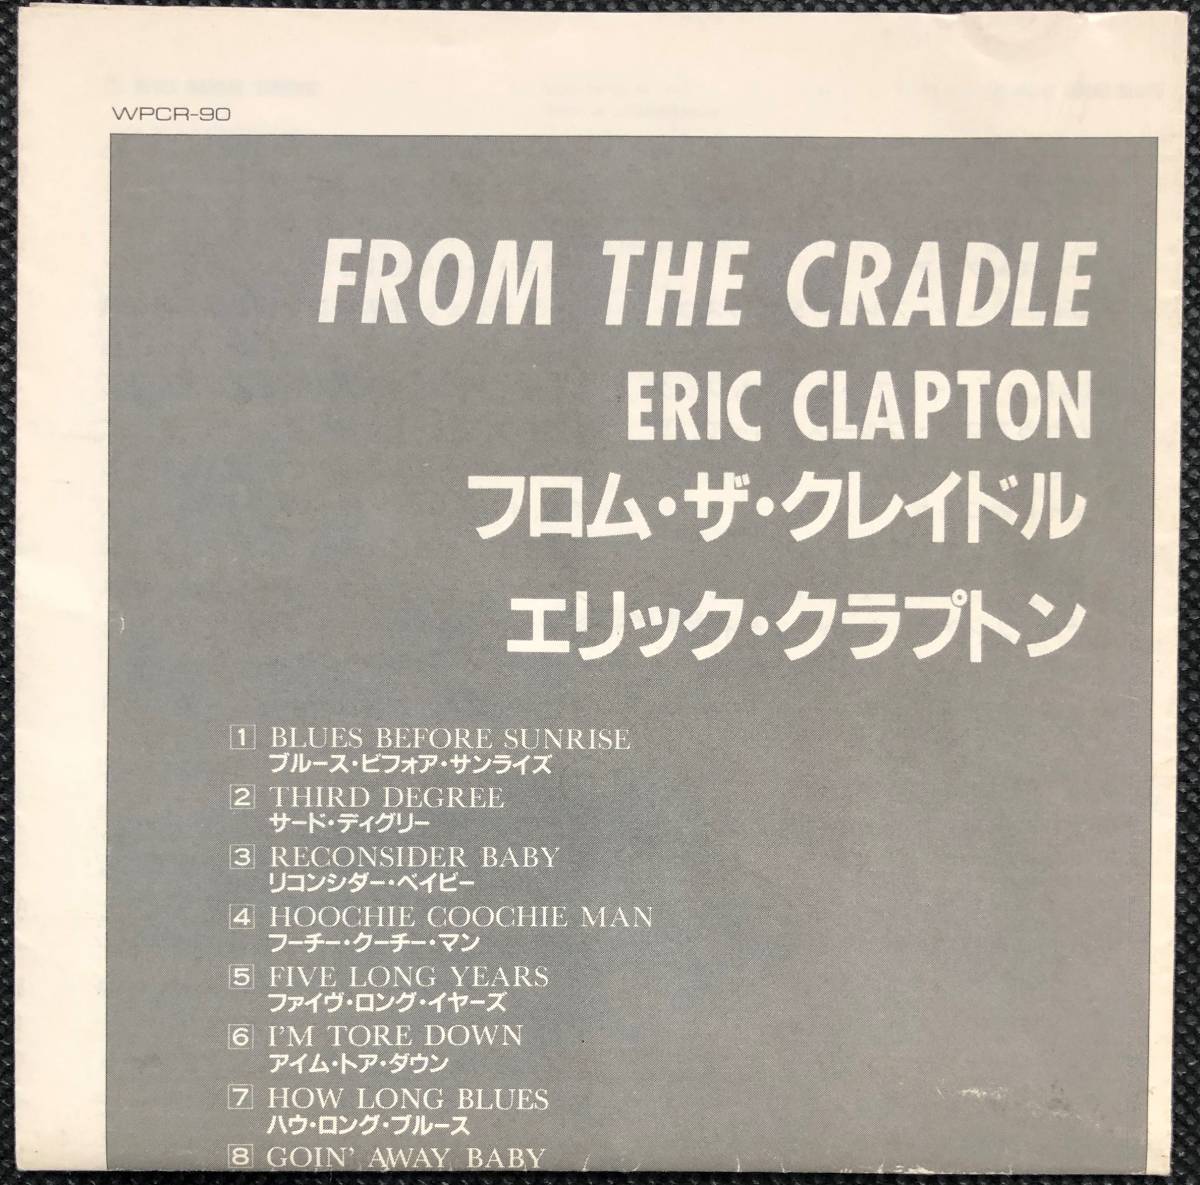 WPCR-90
FROM THE CRADLE
ERIC CLAPTON
フロム・ザ・クレイドル
エリック・クラプトン
1 BLUES BEFORE SUNRISE
ブルース・ビフォア・サンライズ
2 THIRD DEGREE
サード・ディグリー
3 RECONSIDER BABY
リコンシダー・ベイビー
4 HOOCHIE COOCHIE MAN
フーチー・クーチー・マン
5 FIVE LONG YEARS
ファイヴ・ロング・イヤーズ
6 I'M TORE DOWN
アイム・トア・ダウン
7 HOW LONG BLUES
ハウ・ロング・ブルース
8 GOIN' AWAY BABY